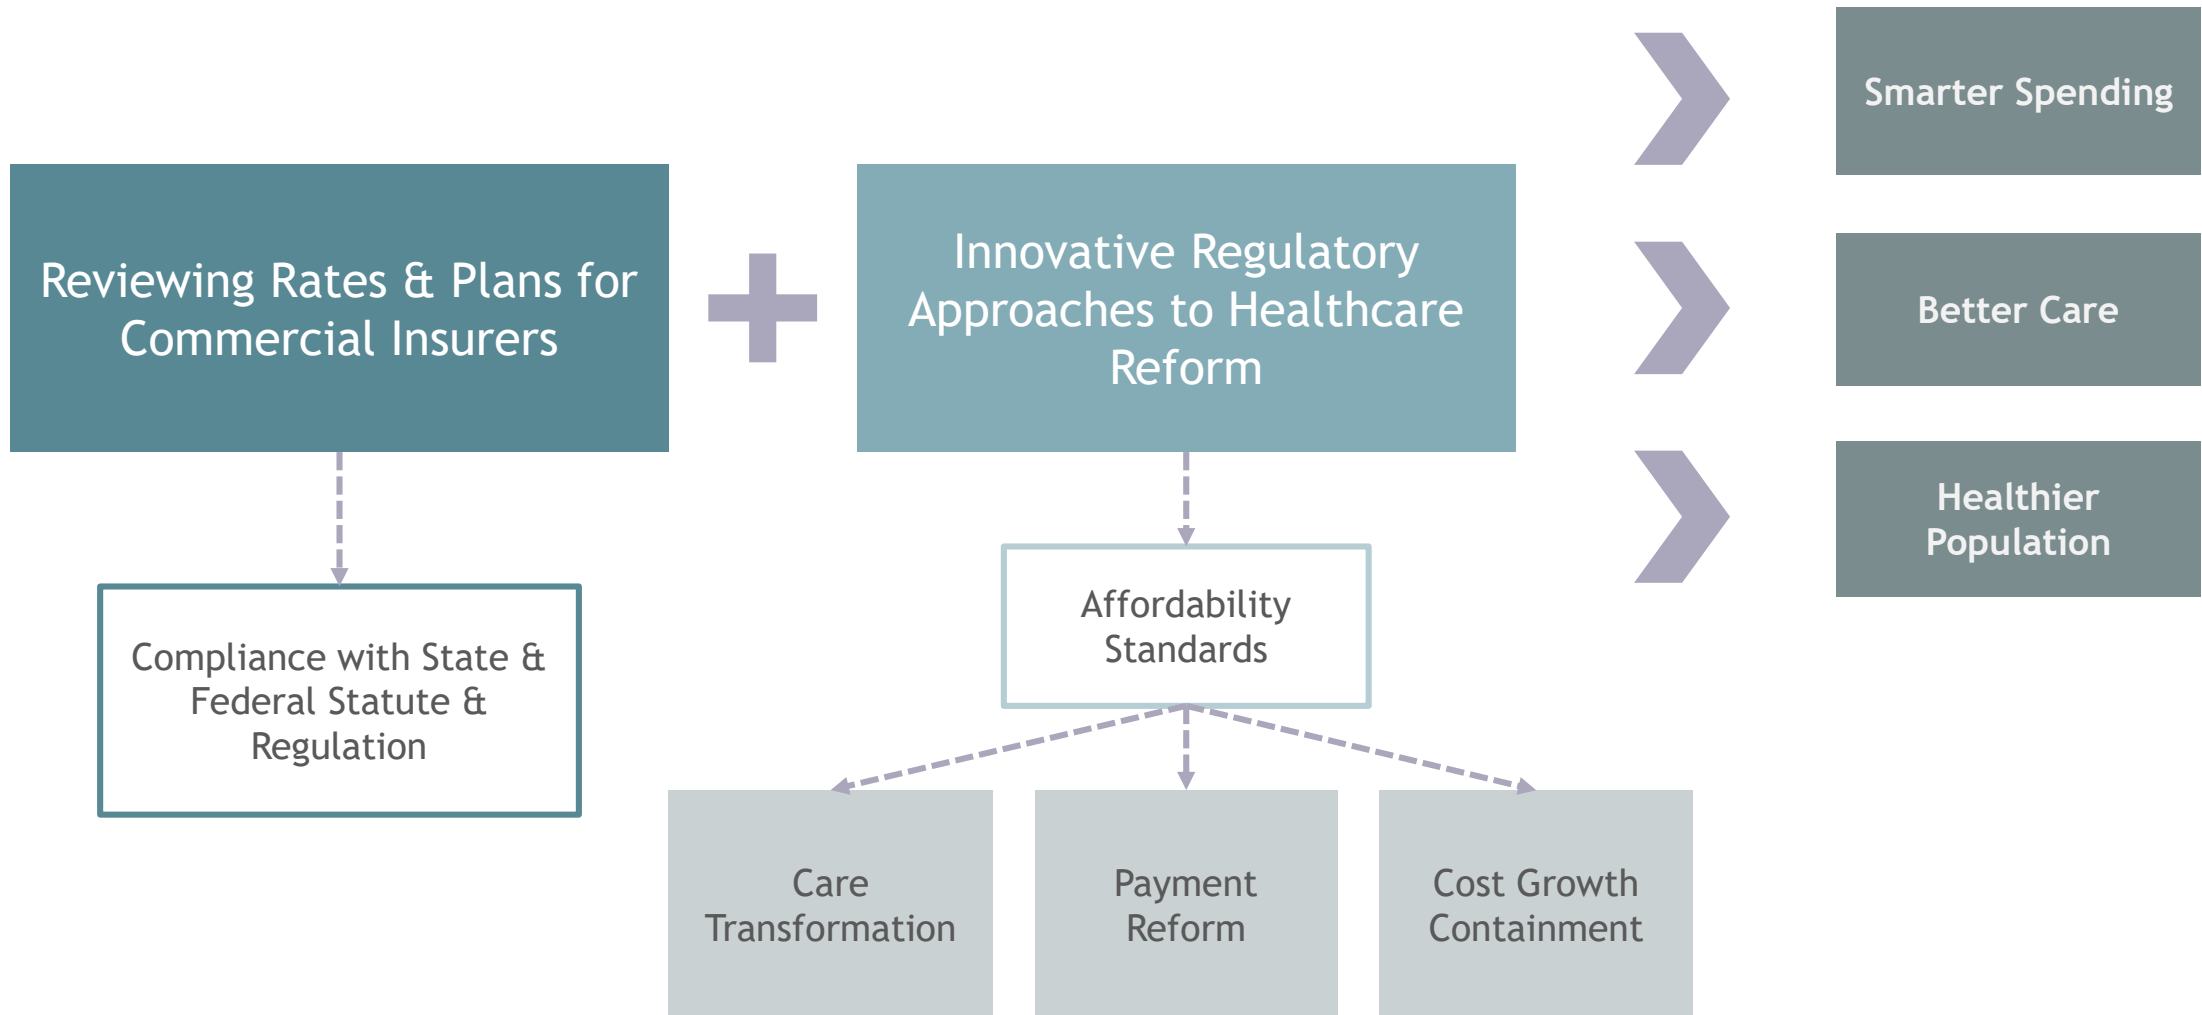 Reviewing Rates & Plans for
Commercial Insurers
Innovative Regulatory
Approaches to Healthcare
Reform
Smarter Spending
Better Care
Healthier
Population
Compliance with State &
Federal Statute &
Regulation
Affordability
Standards
Care
Transformation
Payment
Reform
Cost Growth
Containment